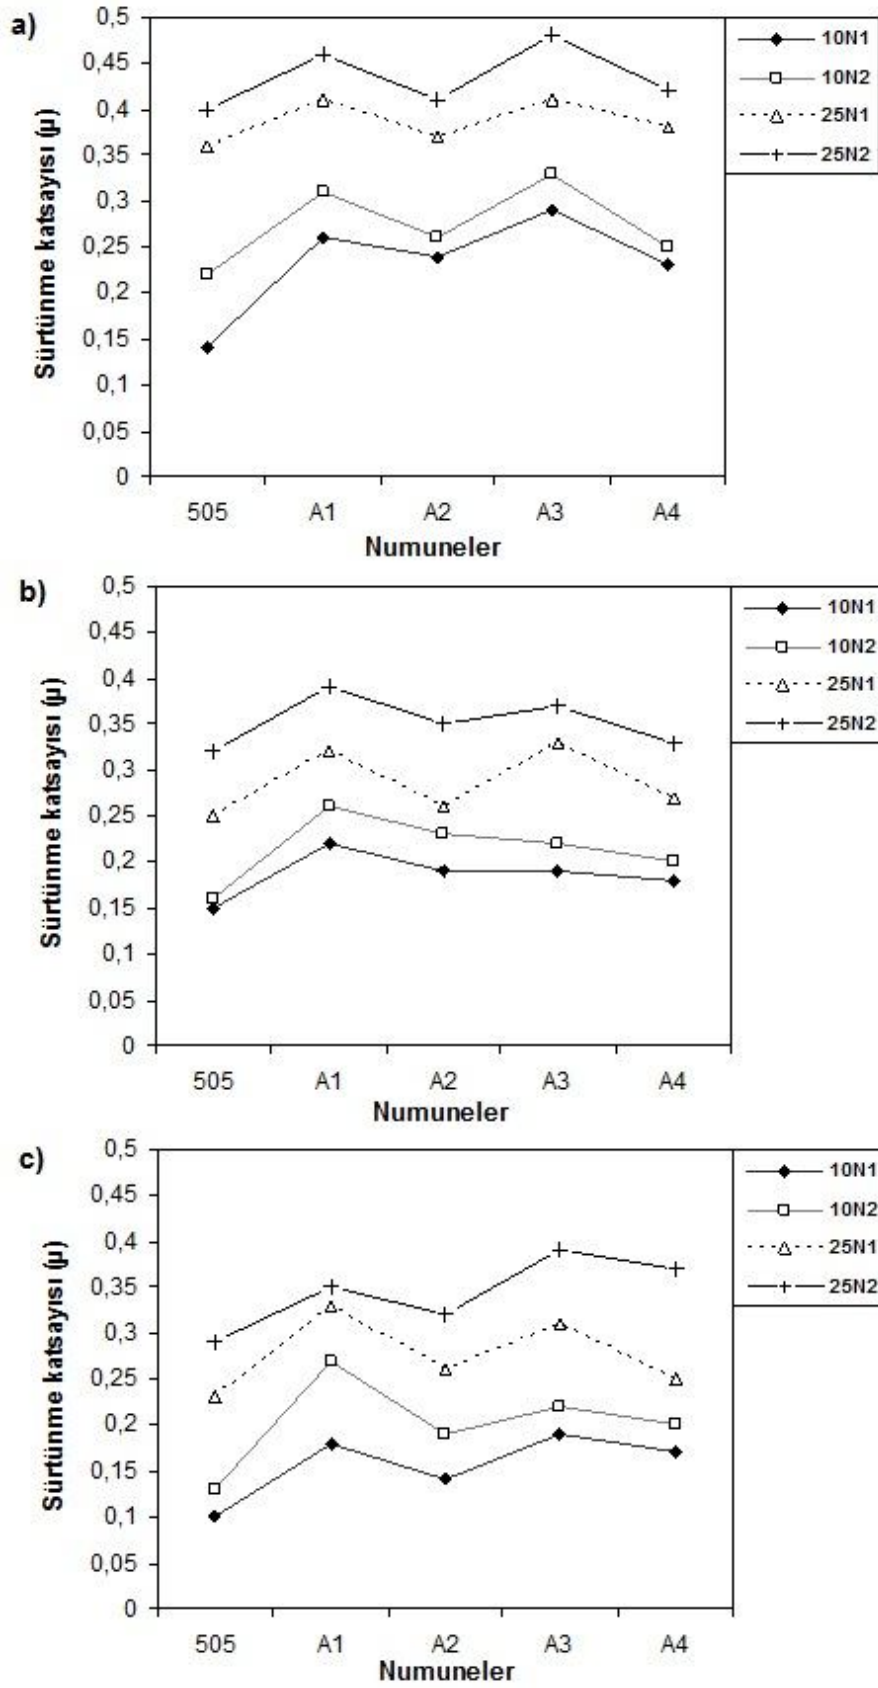 a)
0,5
0,45
0,4
0,35
0,3
0,25
0,2
0,15
0,1
0,05
0
Sürtünme katsayısı (μ)
505 A1 A2 A3 A4
Numuneler
10N1
10N2
25N1
25N2
b)
0,5
0,45
0,4
0,35
0,3
0,25
0,2
0,15
0,1
0,05
0
Sürtünme katsayısı (μ)
505 A1 A2 A3 A4
Numuneler
10N1
10N2
25N1
25N2
c)
0,5
0,45
0,4
0,35
0,3
0,25
0,2
0,15
0,1
0,05
0
Sürtünme katsayısı (μ)
505 A1 A2 A3 A4
Numuneler
10N1
10N2
25N1
25N2